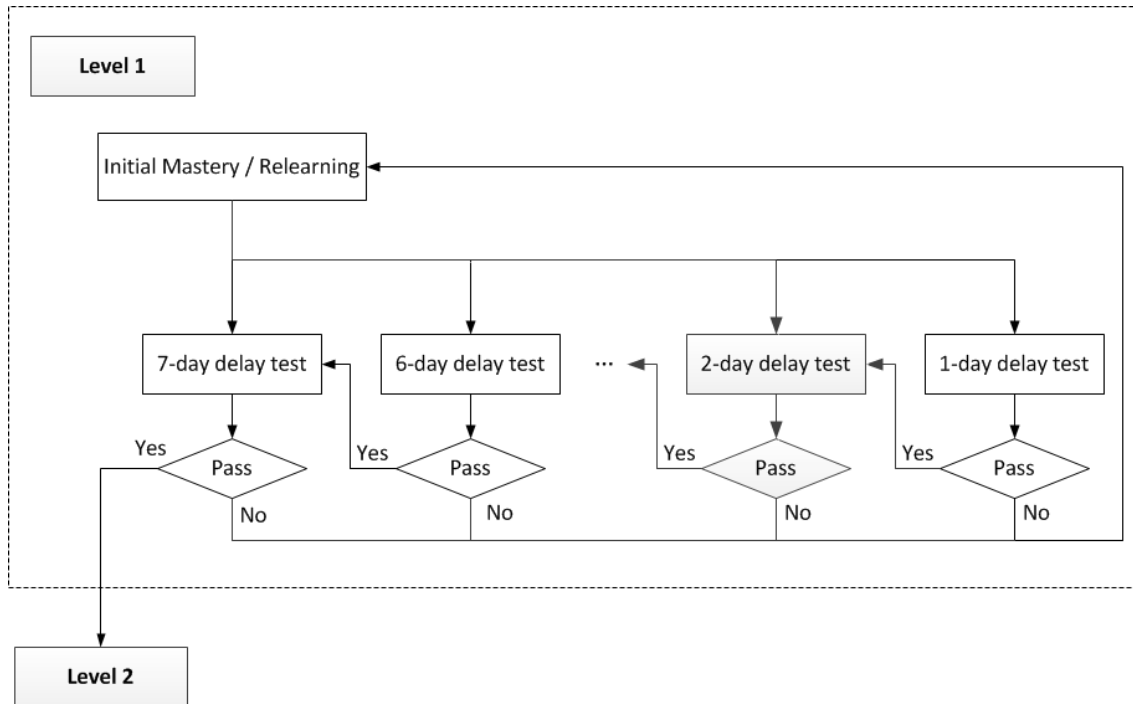 Level 1
Initial Mastery / Relearning
7-day delay test
6-day delay test
...
2-day delay test
1-day delay test
Yes
Pass
No
Yes
Pass
No
Yes
Pass
No
Yes
Pass
No
Level 2